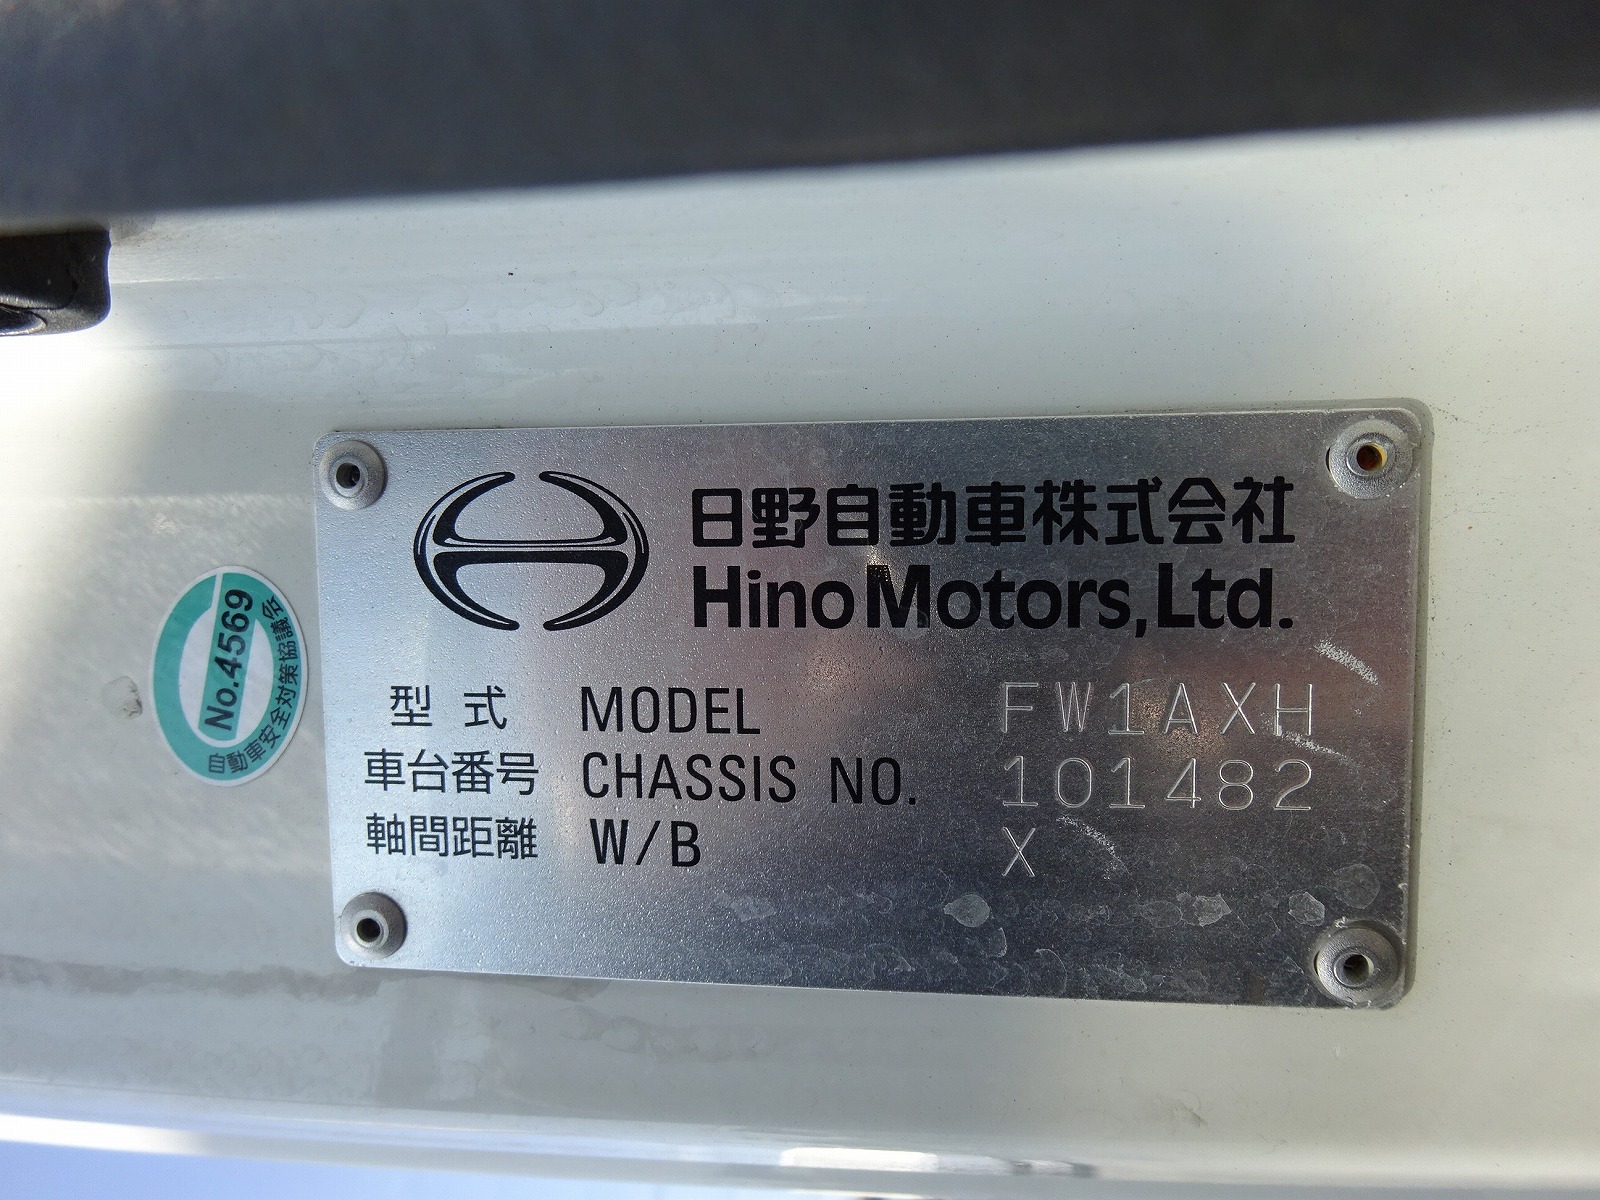 日野自動車株式会社
Hino Motors, Ltd.
型式 MODEL FW1AXH
車台番号 CHASSIS NO. 101482
軸間距離 W/B X
No.4569
自動車安全対策協議会